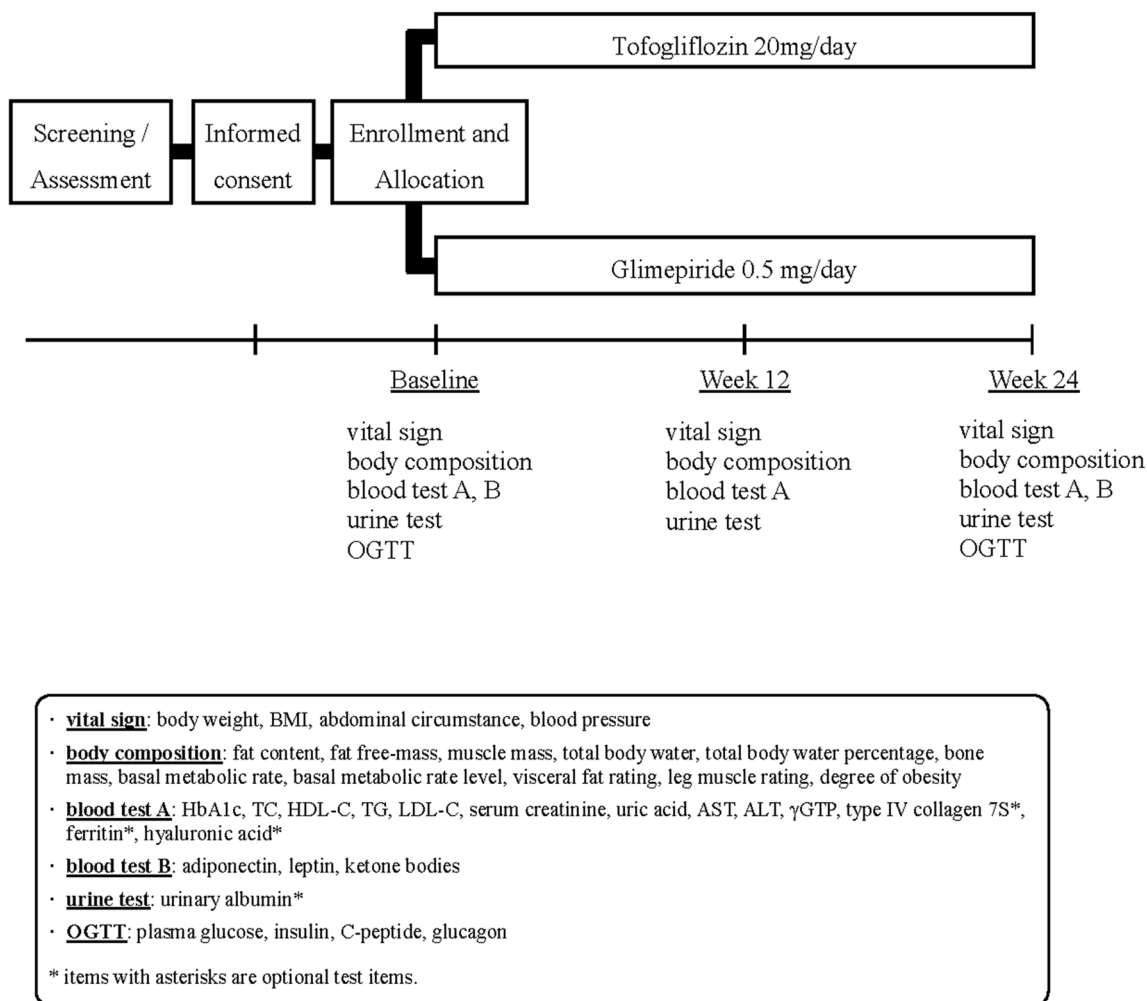 Tofogliflozin 20mg/day
Screening /
Assessment
Informed
consent
Enrollment and
Allocation
Glimepiride 0.5 mg/day
Baseline
vital sign
body composition
blood test A, B
urine test
OGTT
Week 12
vital sign
body composition
blood test A
urine test
Week 24
vital sign
body composition
blood test A, B
urine test
OGTT
· vital sign: body weight, BMI, abdominal circumstance, blood pressure
· body composition: fat content, fat free-mass, muscle mass, total body water, total body water percentage, bone
mass, basal metabolic rate, basal metabolic rate level, visceral fat rating, leg muscle rating, degree of obesity
· blood test A: HbA1c, TC, HDL-C, TG, LDL-C, serum creatinine, uric acid, AST, ALT, γGTP, type IV collagen 7S*,
ferritin*, hyaluronic acid*
· blood test B: adiponectin, leptin, ketone bodies
· urine test: urinary albumin*
· OGTT: plasma glucose, insulin, C-peptide, glucagon
* items with asterisks are optional test items.